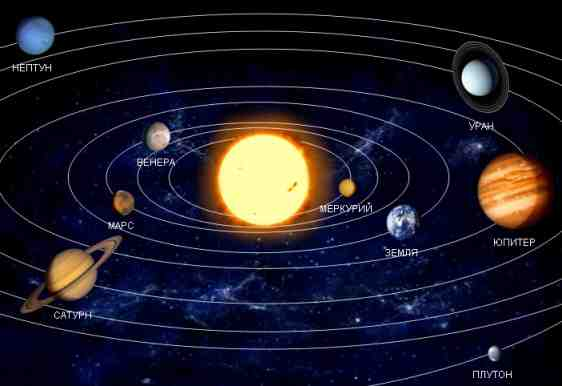 НЕПТУН
УРАН
ВЕНЕРА
МЕРКУРИЙ
МАРС
ЗЕМЛЯ
ЮПИТЕР
САТУРН
ПЛУТОН